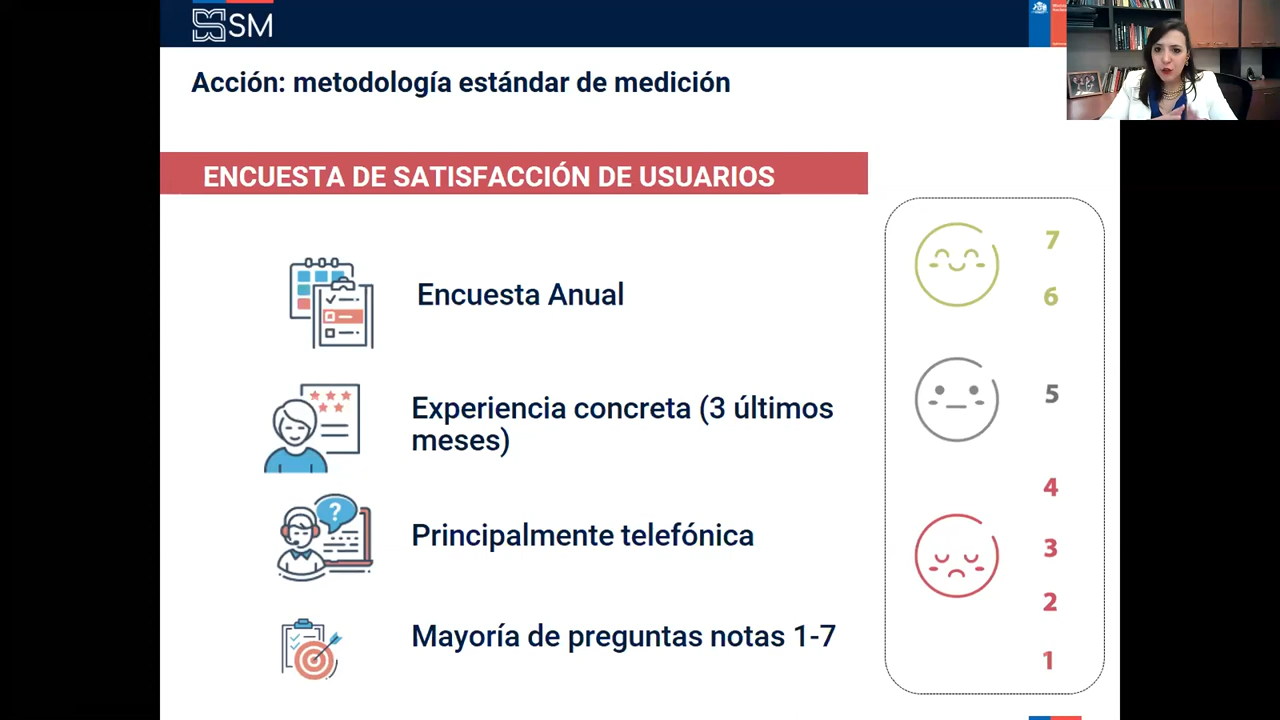 SM
Acción: metodología estándar de medición
ENCUESTA DE SATISFACCIÓN DE USUARIOS
Encuesta Anual
Experiencia concreta (3 últimos
meses)
?
Principalmente telefónica
Mayoría de preguntas notas 1-7
7
6
5
4
3
2
1